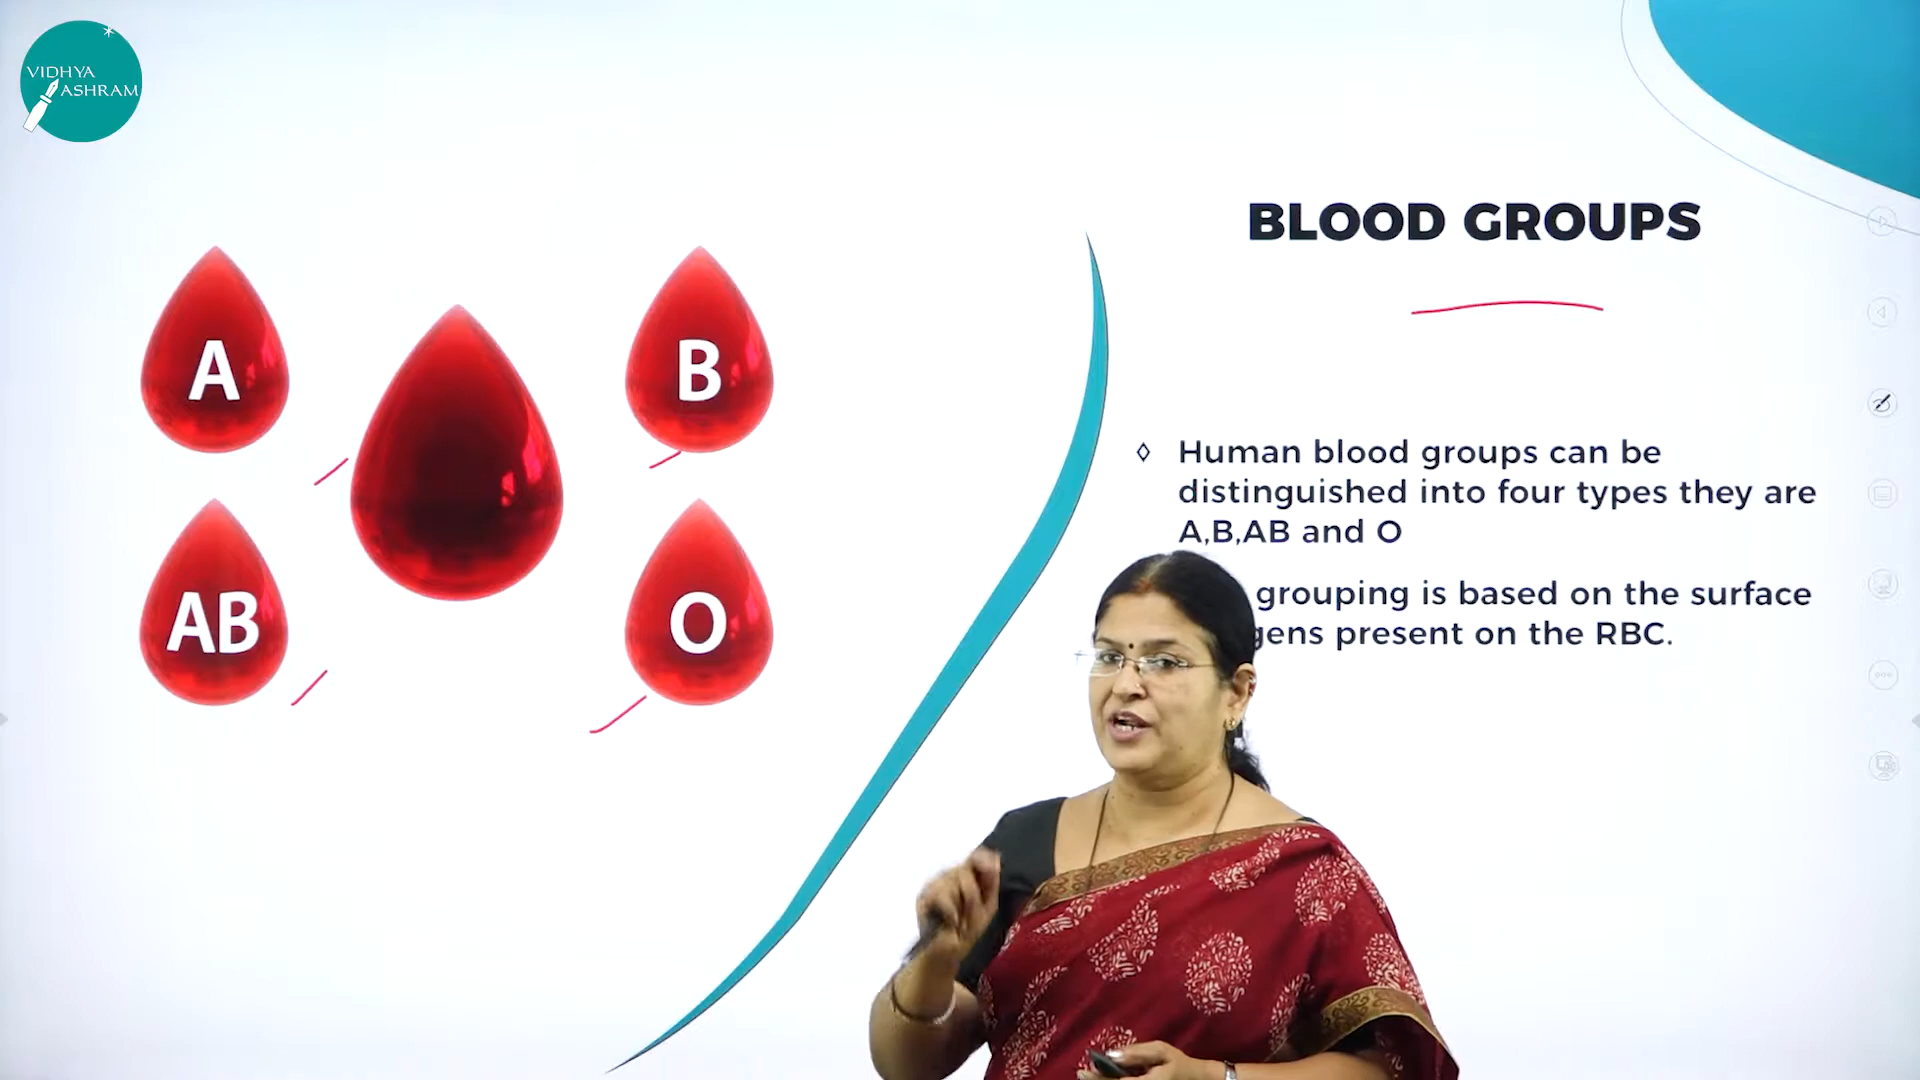 VIDHYA
ASHRAM
BLOOD GROUPS
A
B
AB
O
Human blood groups can be
distinguished into four types they are
A,B,AB and O
grouping is based on the surface
present on the RBC.